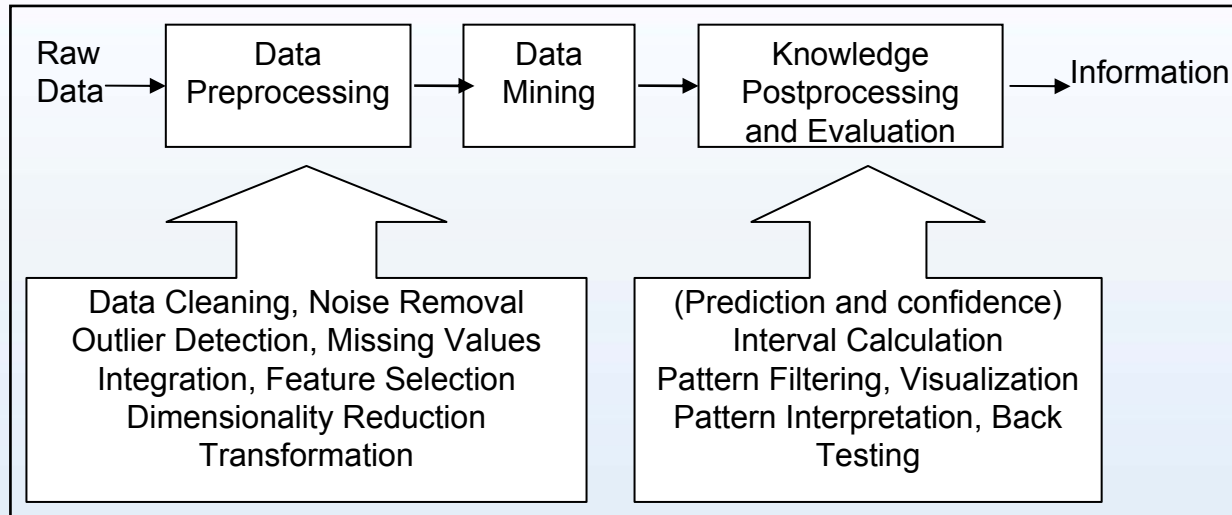 Raw
Data
Data
Preprocessing
Data
Mining
Knowledge
Postprocessing
and Evaluation
Information
Data Cleaning, Noise Removal
Outlier Detection, Missing Values
Integration, Feature Selection
Dimensionality Reduction
Transformation
(Prediction and confidence)
Interval Calculation
Pattern Filtering, Visualization
Pattern Interpretation, Back
Testing